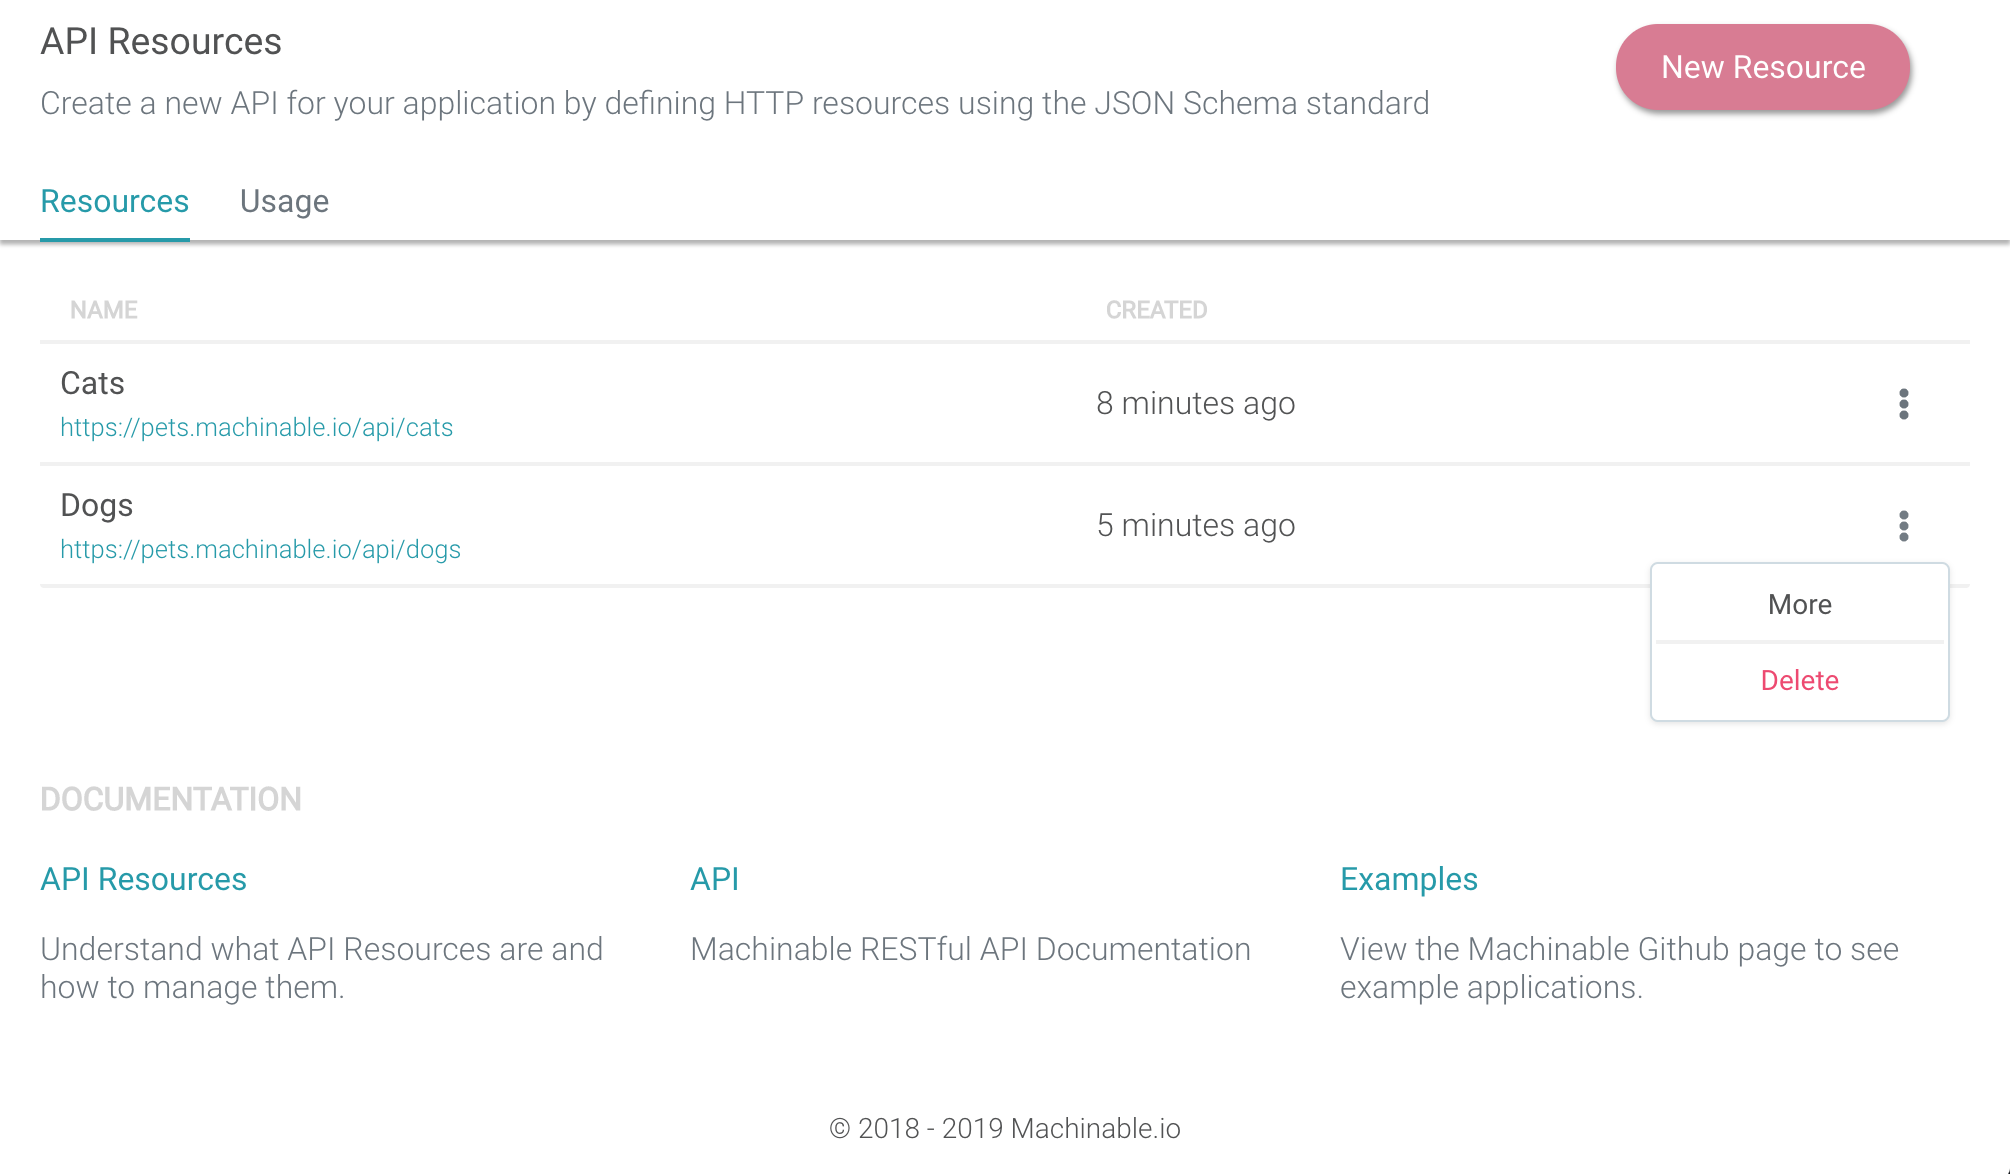 API Resources
New Resource
Create a new API for your application by defining HTTP resources using the JSON Schema standard
Resources Usage
NAME CREATED
Cats
https://pets.machinable.io/api/cats
8 minutes ago
Dogs
https://pets.machinable.io/api/dogs
5 minutes ago
More
Delete
DOCUMENTATION
API Resources
Understand what API Resources are and
how to manage them.
API
Machinable RESTful API Documentation
Examples
View the Machinable Github page to see
example applications.
© 2018 - 2019 Machinable.io